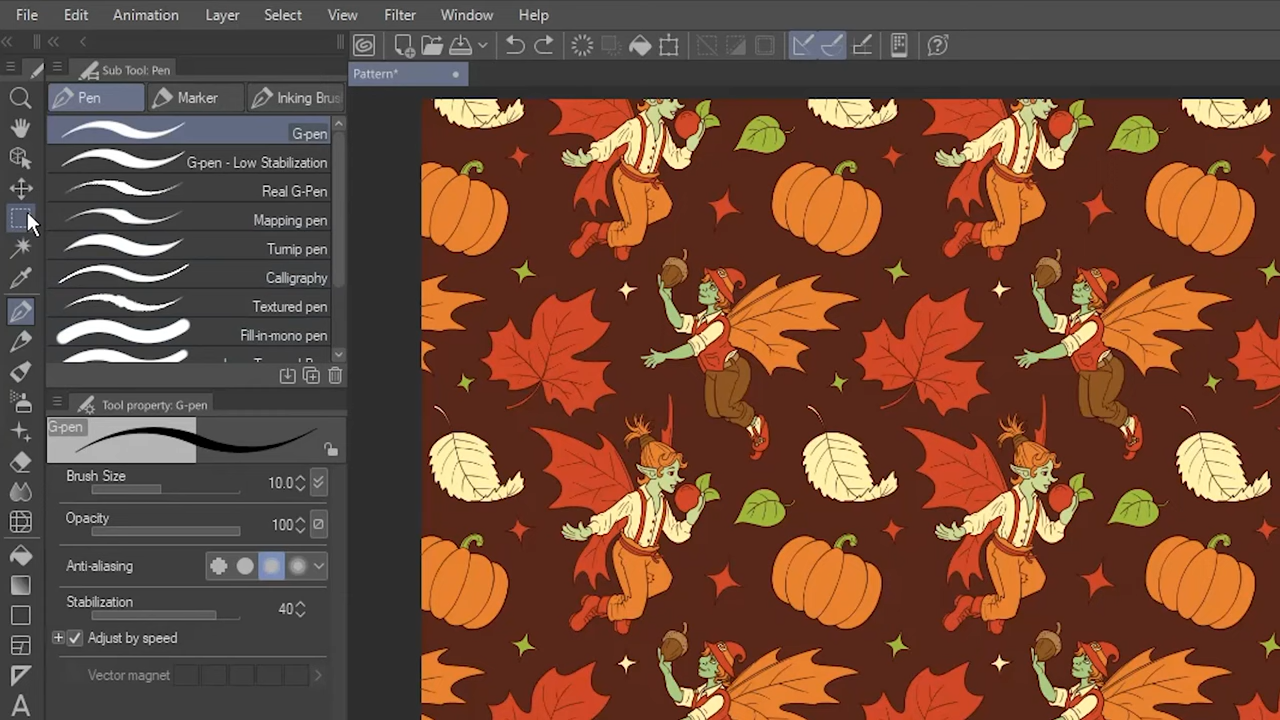 File Edit Animation Layer Select View Filter Window Help
Sub Tool: Pen
Pattern*
Pen Marker Inking Brus
G-pen
G-pen - Low Stabilization
Real G-Pen
Mapping pen
Turnip pen
Calligraphy
Textured pen
Fill-in-mono pen
Tool property: G-pen
G-pen
Brush Size 10.0
Opacity 100
Anti-aliasing
Stabilization 40
Adjust by speed
Vector magnet
A